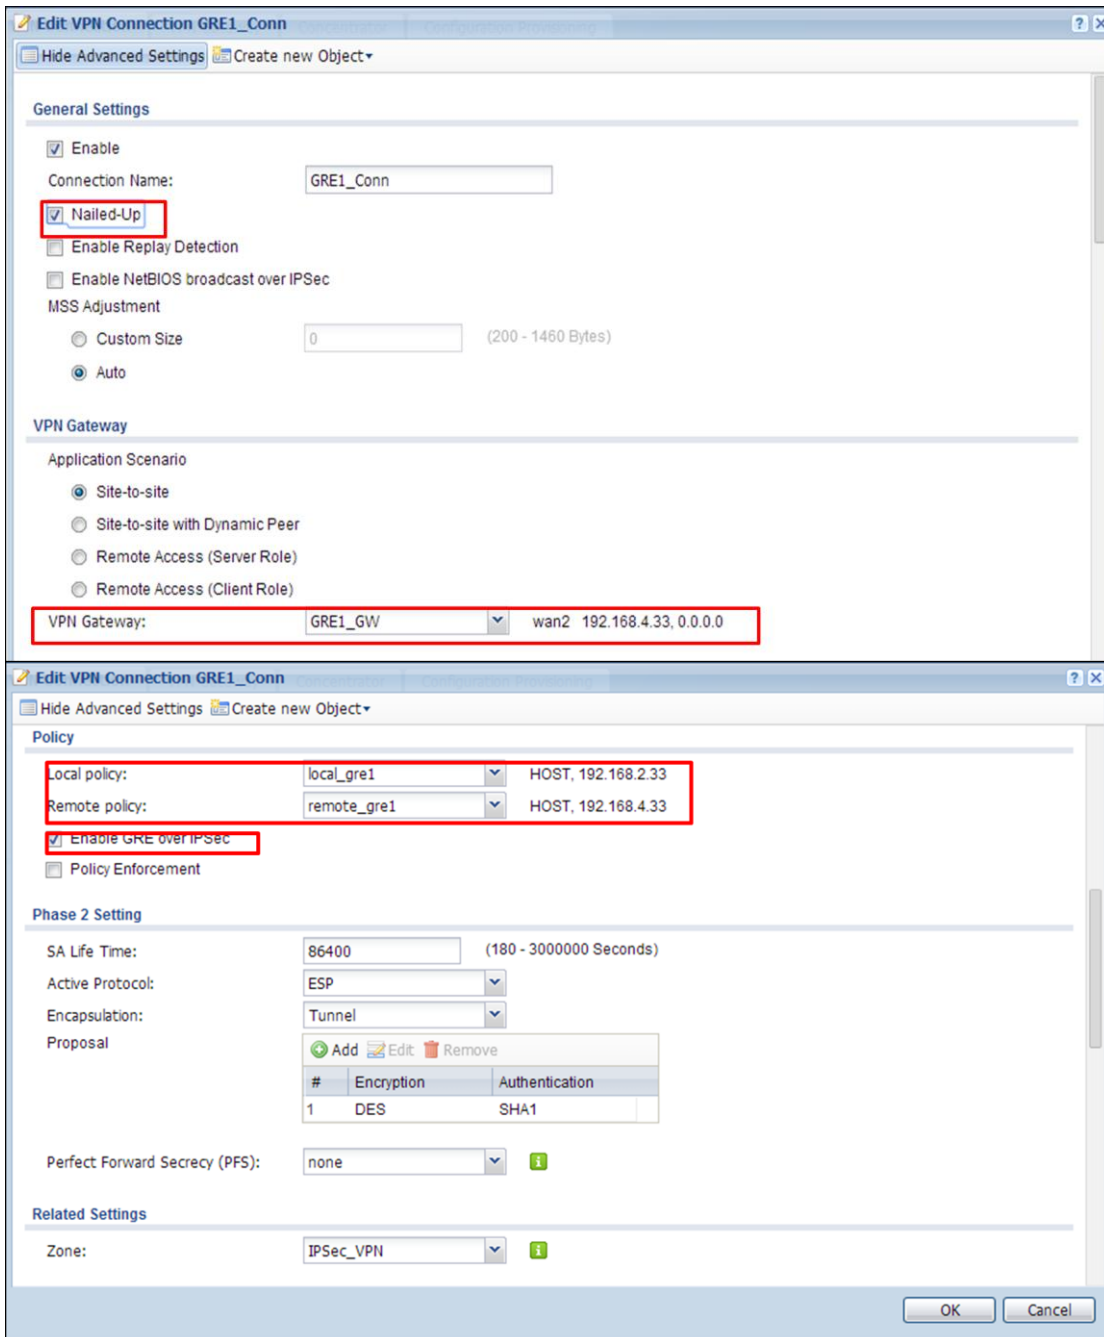 Edit VPN Connection GRE1_Conn Concentrator Configuration Provisioning
Hide Advanced Settings Create new Object
General Settings
Enable
Connection Name: GRE1_Conn
Nailed-Up
Enable Replay Detection
Enable NetBIOS broadcast over IPSec
MSS Adjustment
Custom Size 0 (200 - 1460 Bytes)
Auto
VPN Gateway
Application Scenario
Site-to-site
Site-to-site with Dynamic Peer
Remote Access (Server Role)
Remote Access (Client Role)
VPN Gateway: GRE1_GW wan2 192.168.4.33, 0.0.0.0
Edit VPN Connection GRE1_Conn Concentrator Configuration Provisioning
Hide Advanced Settings Create new Object
Policy
Local policy: local_gre1 HOST, 192.168.2.33
Remote policy: remote_gre1 HOST, 192.168.4.33
Enable GRE over IPSec
Policy Enforcement
Phase 2 Setting
SA Life Time: 86400 (180 - 3000000 Seconds)
Active Protocol: ESP
Encapsulation: Tunnel
Proposal Add Edit Remove
# Encryption Authentication
1 DES SHA1
Perfect Forward Secrecy (PFS): none
Related Settings
Zone: IPSec_VPN
OK Cancel